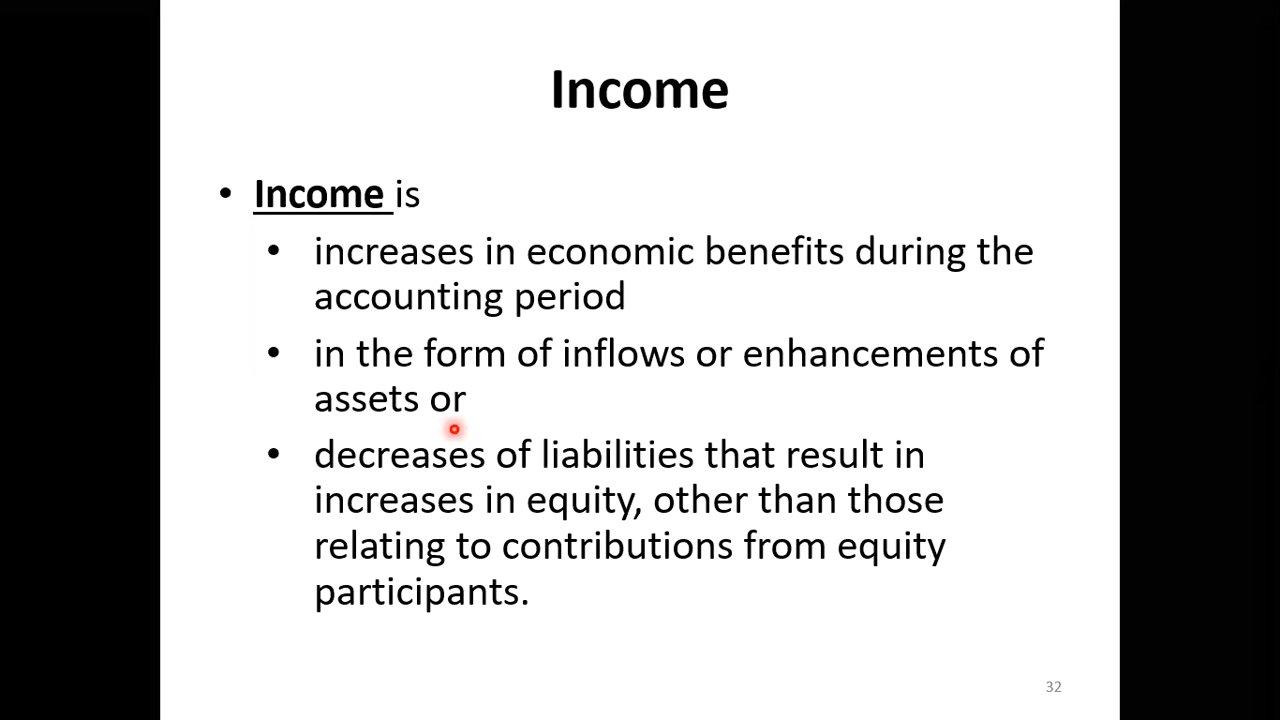 Income
• Income is
• increases in economic benefits during the
accounting period
• in the form of inflows or enhancements of
assets or
• decreases of liabilities that result in
increases in equity, other than those
relating to contributions from equity
participants.
32